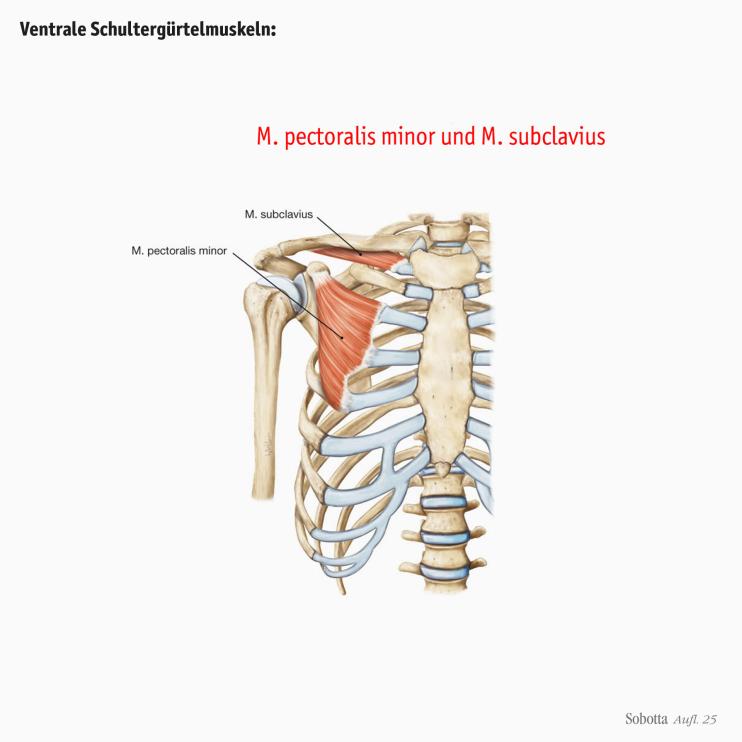 Ventrale Schultergürtelmuskeln:
M. pectoralis minor und M. subclavius
M. subclavius
M. pectoralis minor
Sobotta Aufl. 25